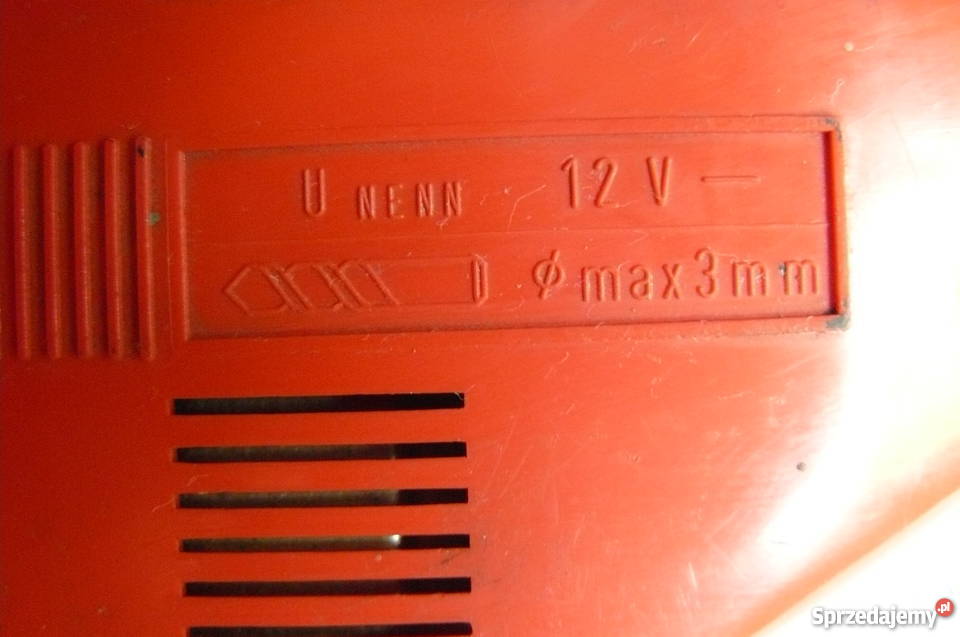 U NENN 12 V —
ϕ max 3 mm
Sprzedajemy.pl